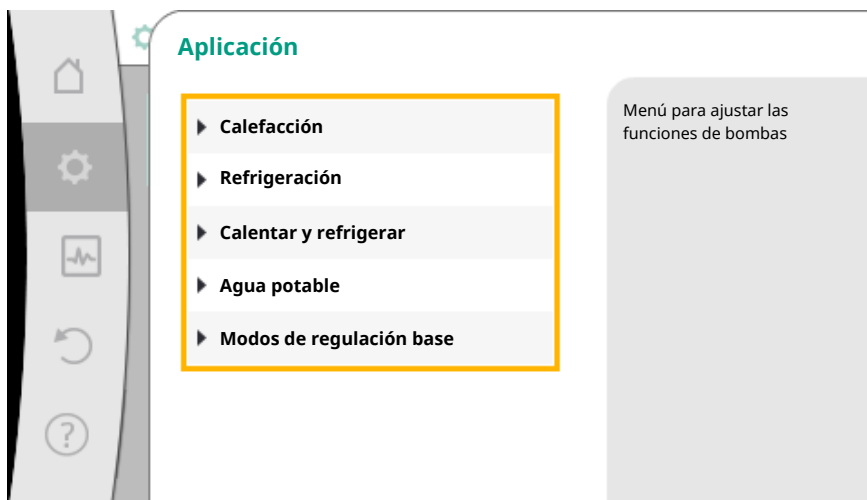 Aplicación
Calefacción
Refrigeración
Calentar y refrigerar
Agua potable
Modos de regulación base
Menú para ajustar las
funciones de bombas
?